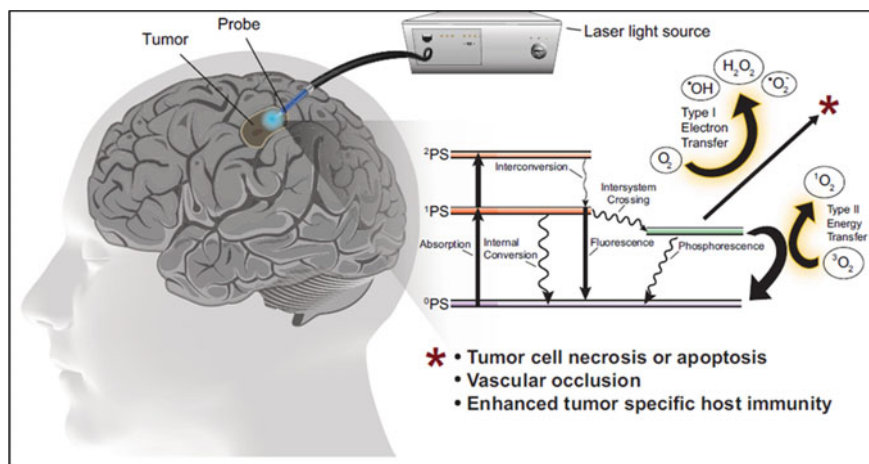 Tumor
Probe
Laser light source
H₂O₂
•OH
•O₂⁻
Type I
Electron
Transfer
O₂
*
²PS
Interconversion
Intersystem
Crossing
¹O₂
¹PS
Type II
Energy
Transfer
Absorption
Internal
Conversion
Fluorescence
Phosphorescence
³O₂
⁰PS
* • Tumor cell necrosis or apoptosis
• Vascular occlusion
• Enhanced tumor specific host immunity